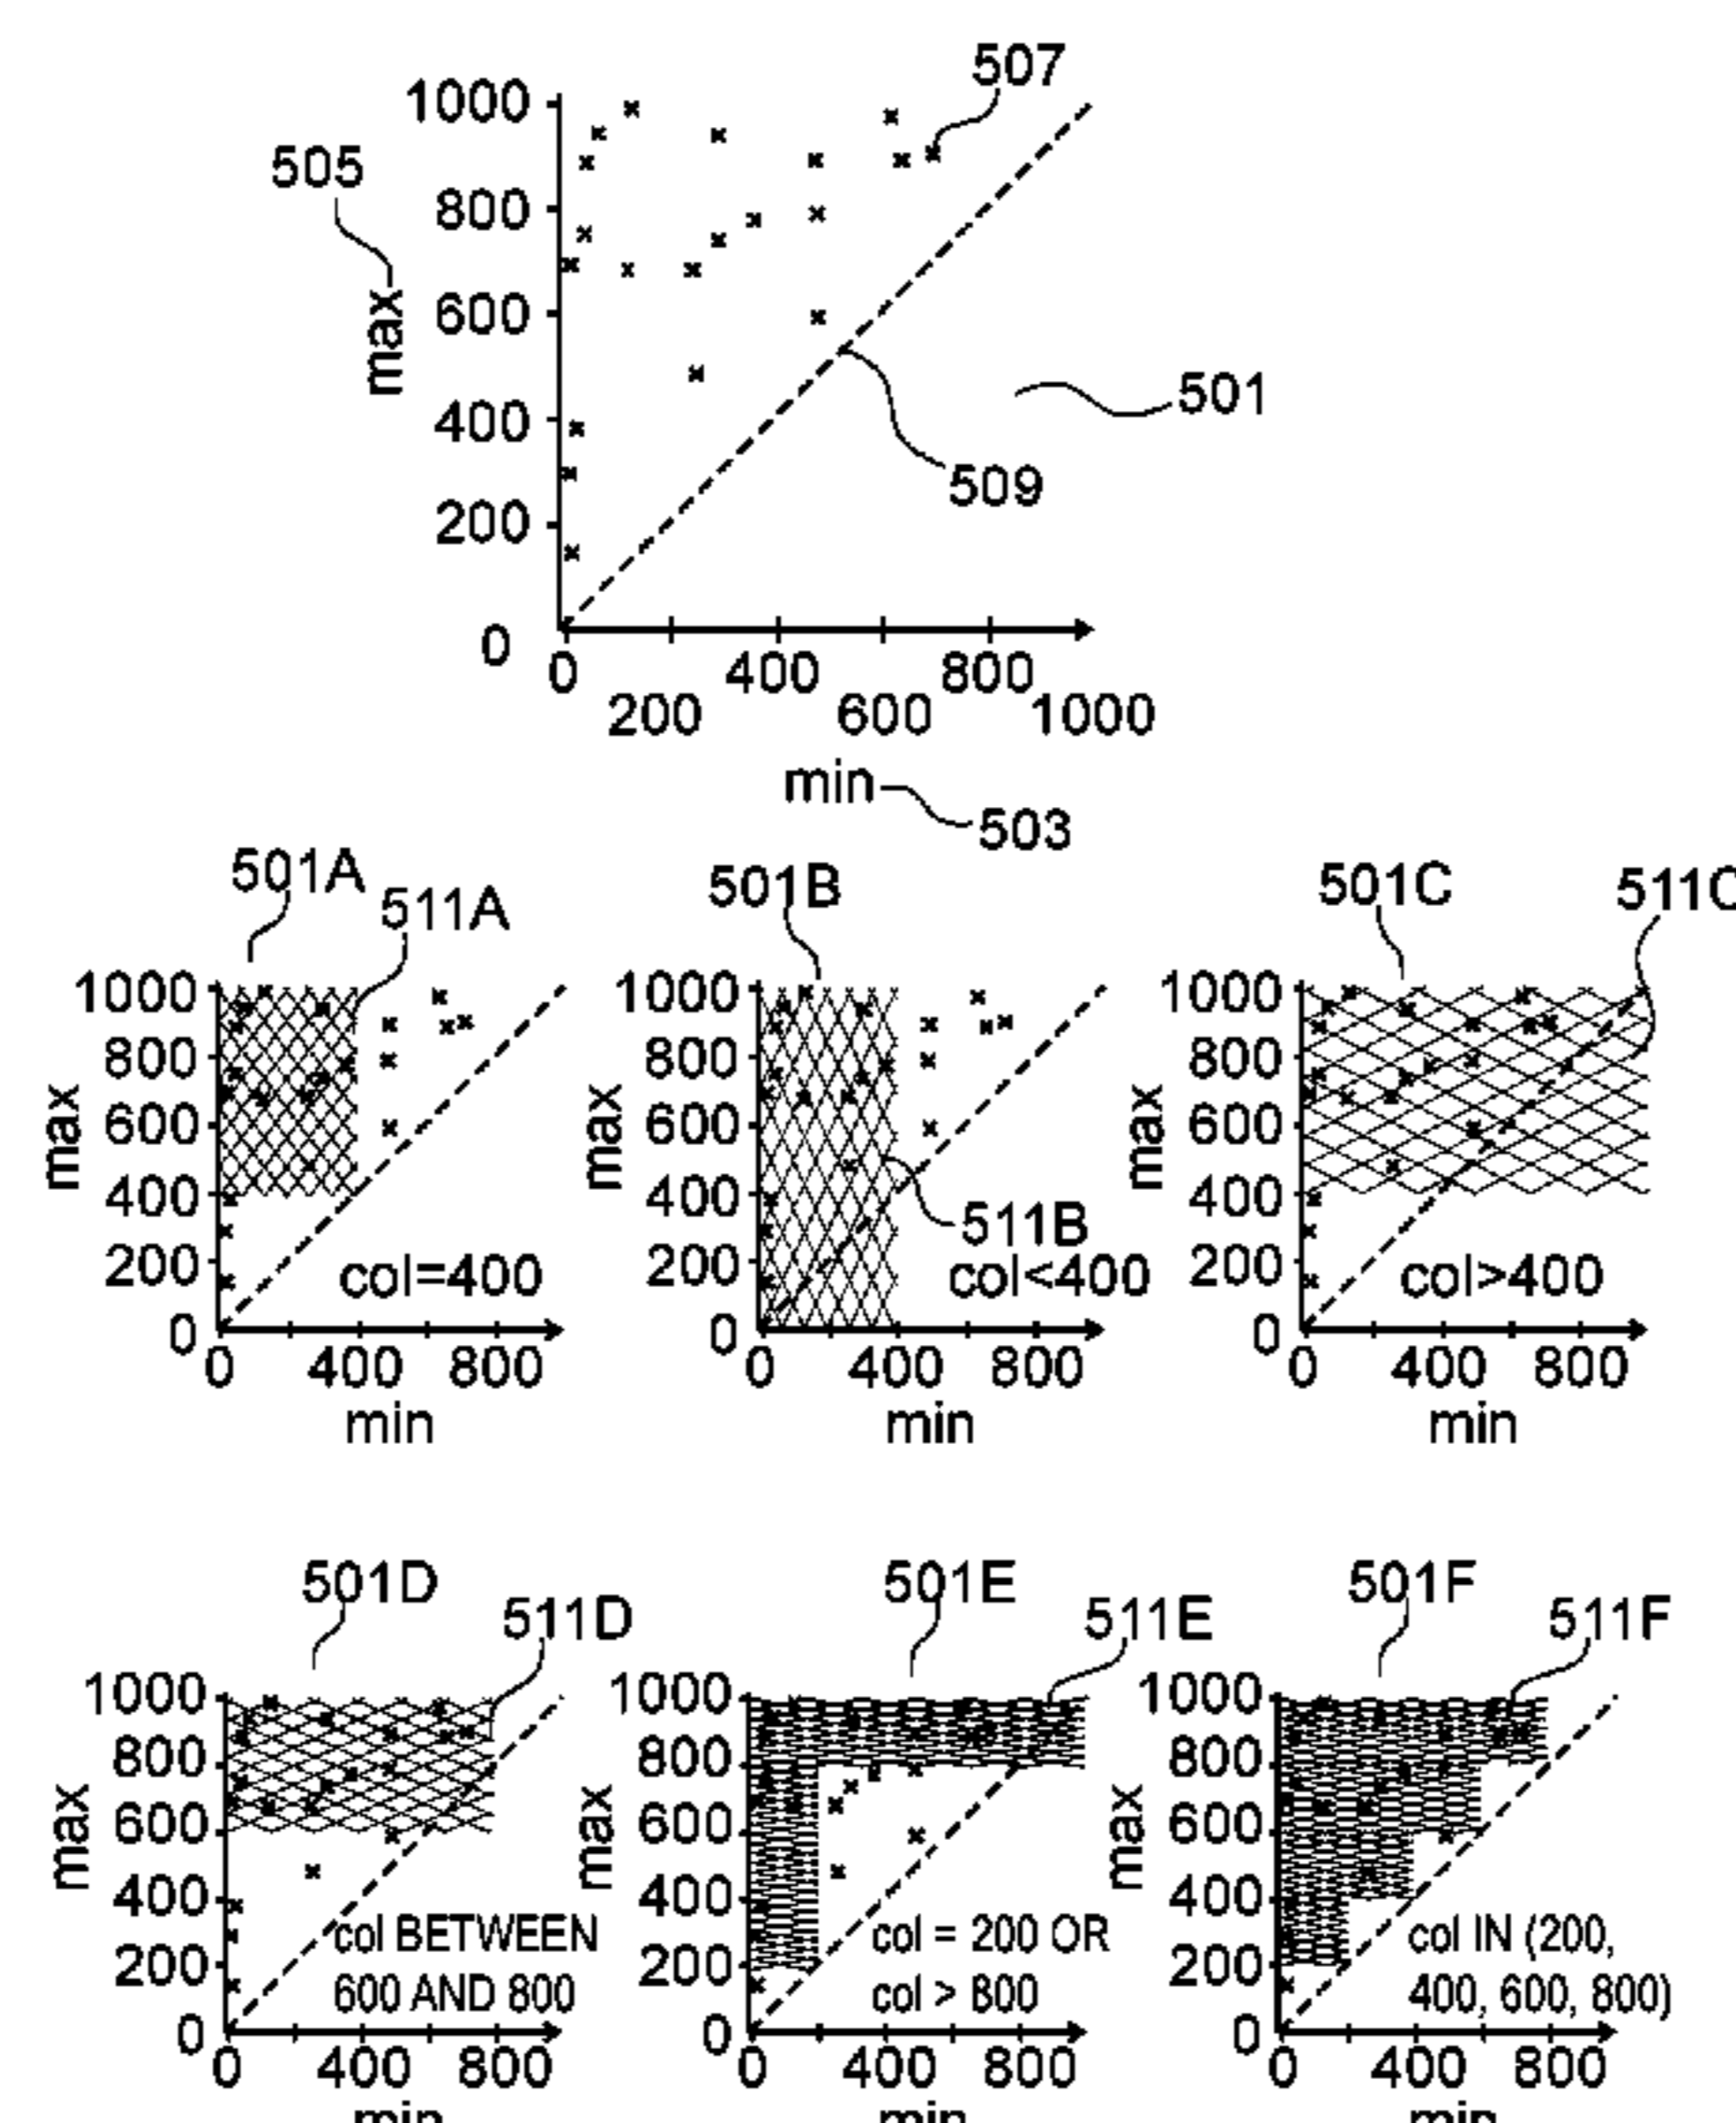 507
1000
505
800
600
max
400
501
509
200
0
0 400 800
200 600 1000
min
503
501A 511A
501B
501C 511C
1000 1000 1000
800 800 800
600 600 600
max max max
400 400 400
511B
200 col=400 200 col<400 200 col>400
0 0 0
0 400 800 0 400 800 0 400 800
min min min
501D 511D
501E 511E
501F 511F
1000 1000 1000
800 800 800
600 600 600
max max max
400 400 400
col BETWEEN col = 200 OR col IN (200,
200 200 200
600 AND 800 col > 800 400, 600, 800)
0 0 0
0 400 800 0 400 800 0 400 800
min min min